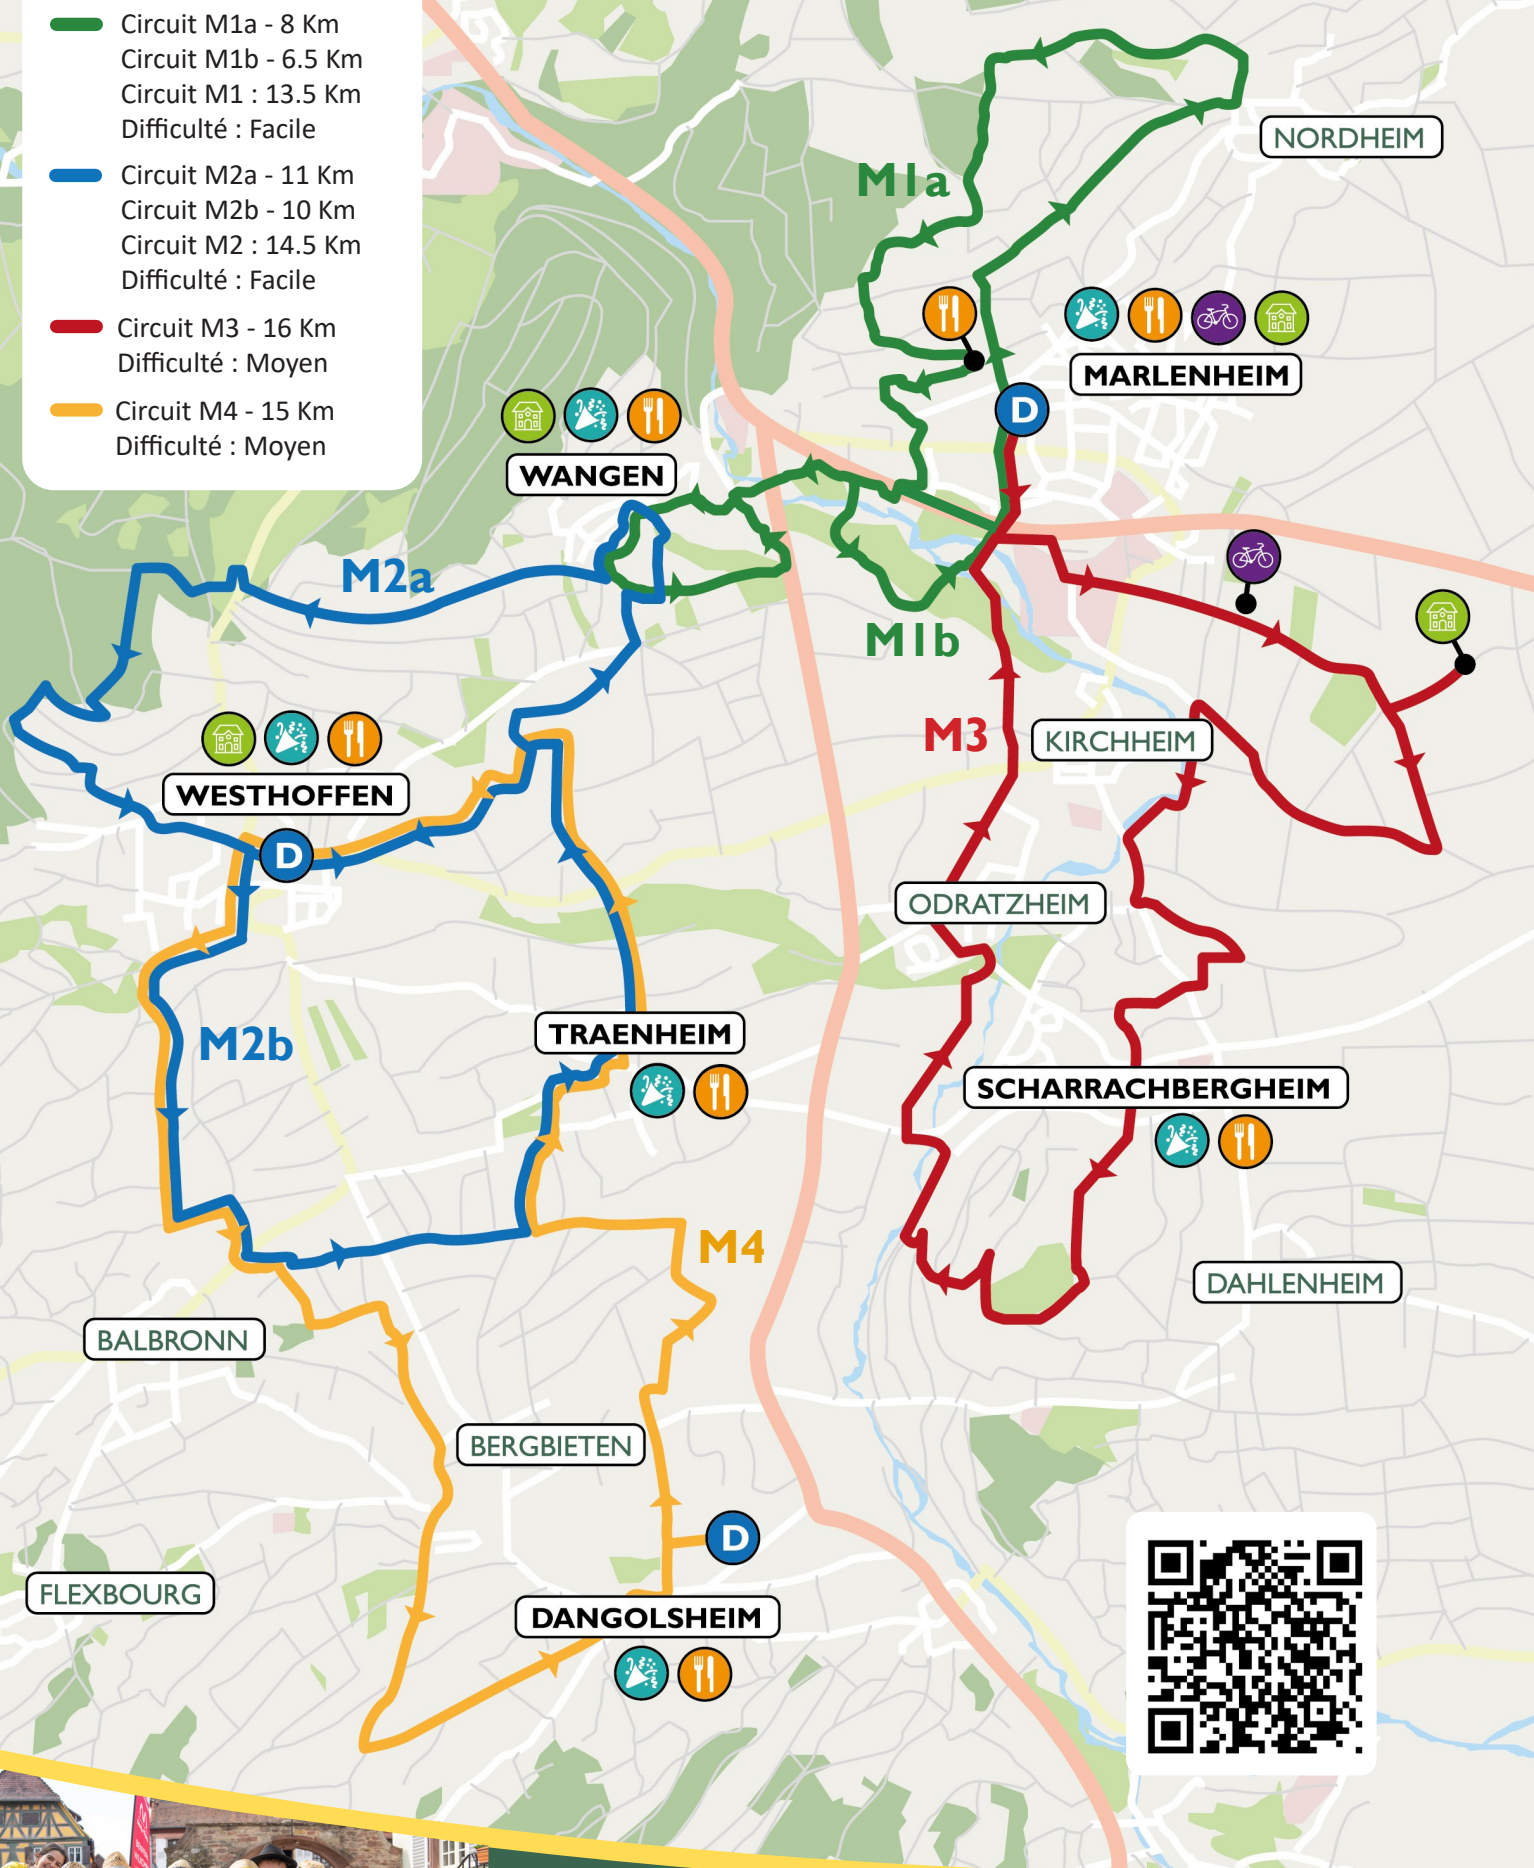 Circuit M1a - 8 Km
Circuit M1b - 6.5 Km
Circuit M1 : 13.5 Km
Difficulté : Facile
Circuit M2a - 11 Km
Circuit M2b - 10 Km
Circuit M2 : 14.5 Km
Difficulté : Facile
Circuit M3 - 16 Km
Difficulté : Moyen
Circuit M4 - 15 Km
Difficulté : Moyen
NORDHEIM
M1a
MARLENHEIM
D
WANGEN
M2a
M1b
M3
KIRCHHEIM
WESTHOFFEN
D
ODRATZHEIM
TRAENHEIM
M2b
SCHARRACHBERGHEIM
M4
DAHLENHEIM
BALBRONN
BERGBIETEN
D
FLEXBOURG
DANGOLSHEIM